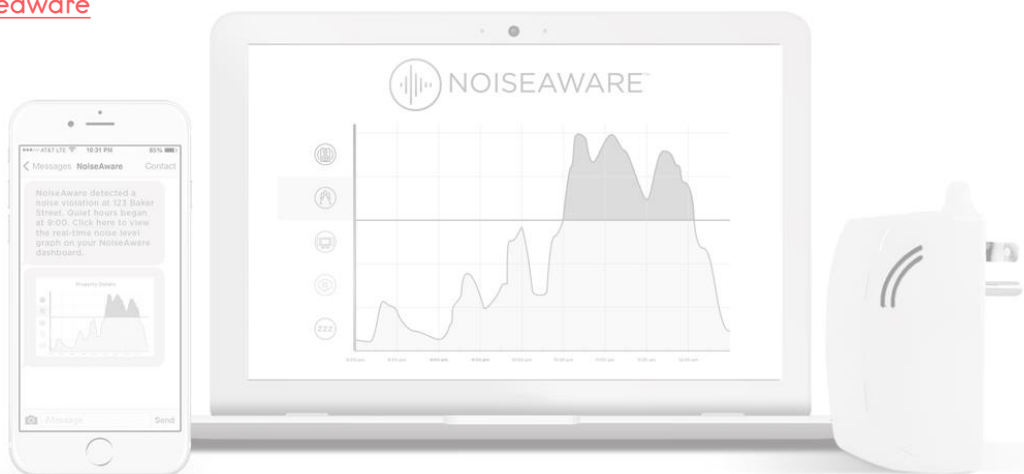 NOISEAWARE™
AT&T LTE 10:31 PM 85%
Messages NoiseAware Contact
NoiseAware detected a
noise violation at 123 Baker
Street. Quiet hours began
at 9:00. Click here to view
the real-time noise level
graph on your NoiseAware
dashboard.
Property Details
iMessage Send
zzz